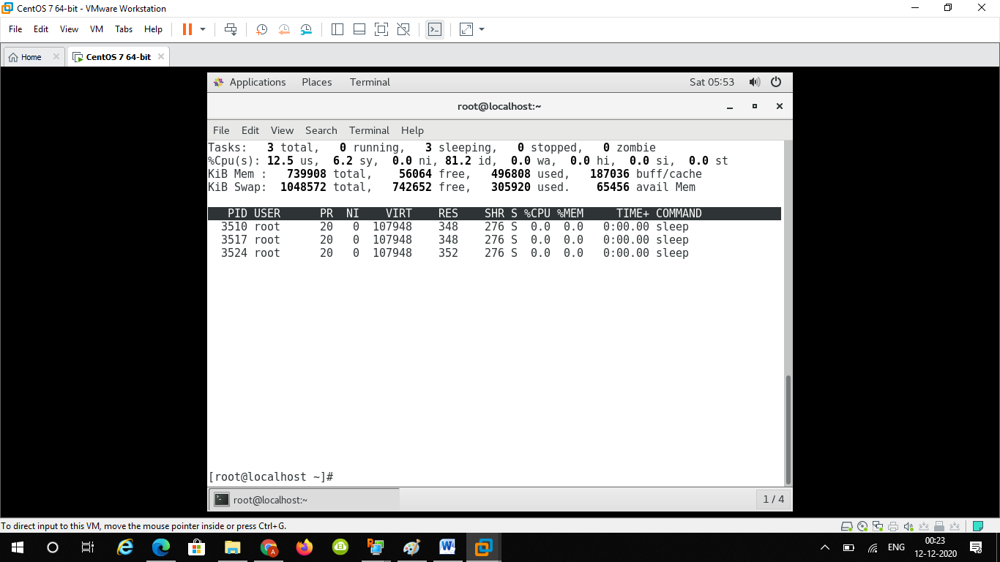 CentOS 7 64-bit - VMware Workstation
File Edit View VM Tabs Help
Home CentOS 7 64-bit
Applications Places Terminal Sat 05:53
root@localhost:~
File Edit View Search Terminal Help
Tasks:   3 total,   0 running,   3 sleeping,   0 stopped,   0 zombie
%Cpu(s): 12.5 us,  6.2 sy,  0.0 ni, 81.2 id,  0.0 wa,  0.0 hi,  0.0 si,  0.0 st
KiB Mem :   739908 total,    56064 free,   496808 used,   187036 buff/cache
KiB Swap:  1048572 total,   742652 free,   305920 used.    65456 avail Mem
PID USER      PR  NI    VIRT    RES    SHR S %CPU %MEM     TIME+ COMMAND
3510 root      20   0  107948    348    276 S  0.0  0.0   0:00.00 sleep
3517 root      20   0  107948    348    276 S  0.0  0.0   0:00.00 sleep
3524 root      20   0  107948    352    276 S  0.0  0.0   0:00.00 sleep
[root@localhost ~]#
root@localhost:~ 1 / 4
To direct input to this VM, move the mouse pointer inside or press Ctrl+G.
ENG 00:23
12-12-2020